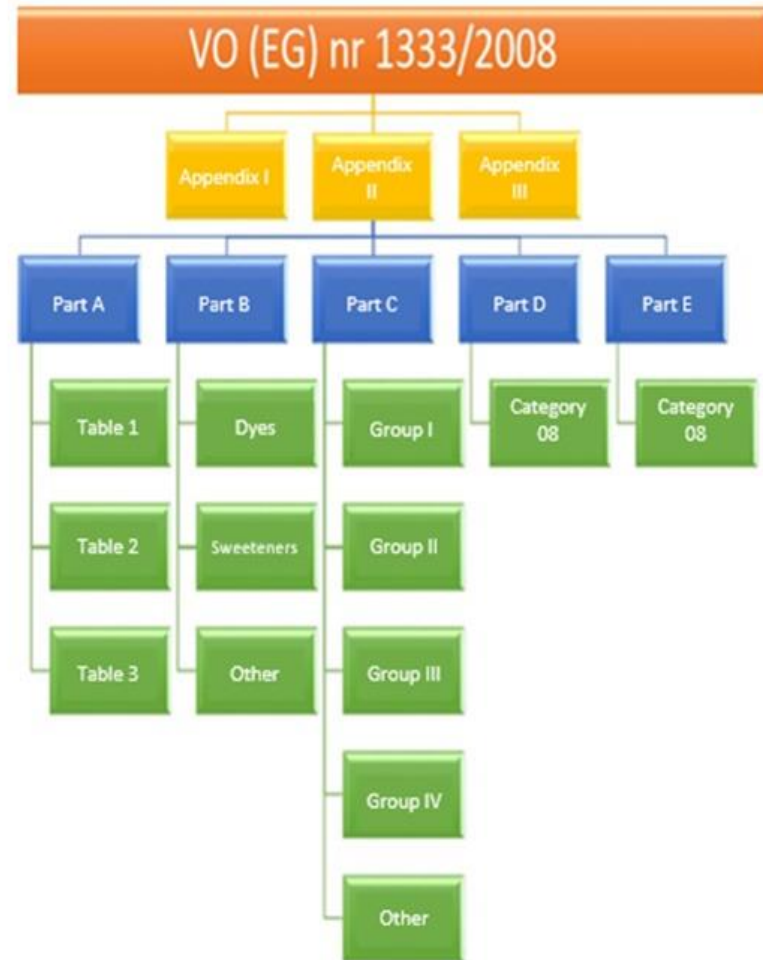 VO (EG) nr 1333/2008
Appendix I
Appendix
II
Appendix
III
Part A
Part B
Part C
Part D
Part E
Table 1
Dyes
Group I
Category
08
Category
08
Table 2
Sweeteners
Group II
Table 3
Other
Group III
Group IV
Other